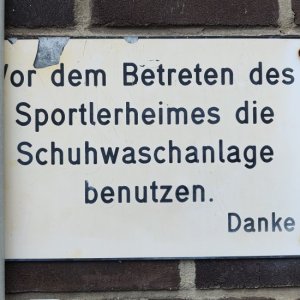 Vor dem Betreten des
Sportlerheimes die
Schuhwaschanlage
benutzen.
Danke